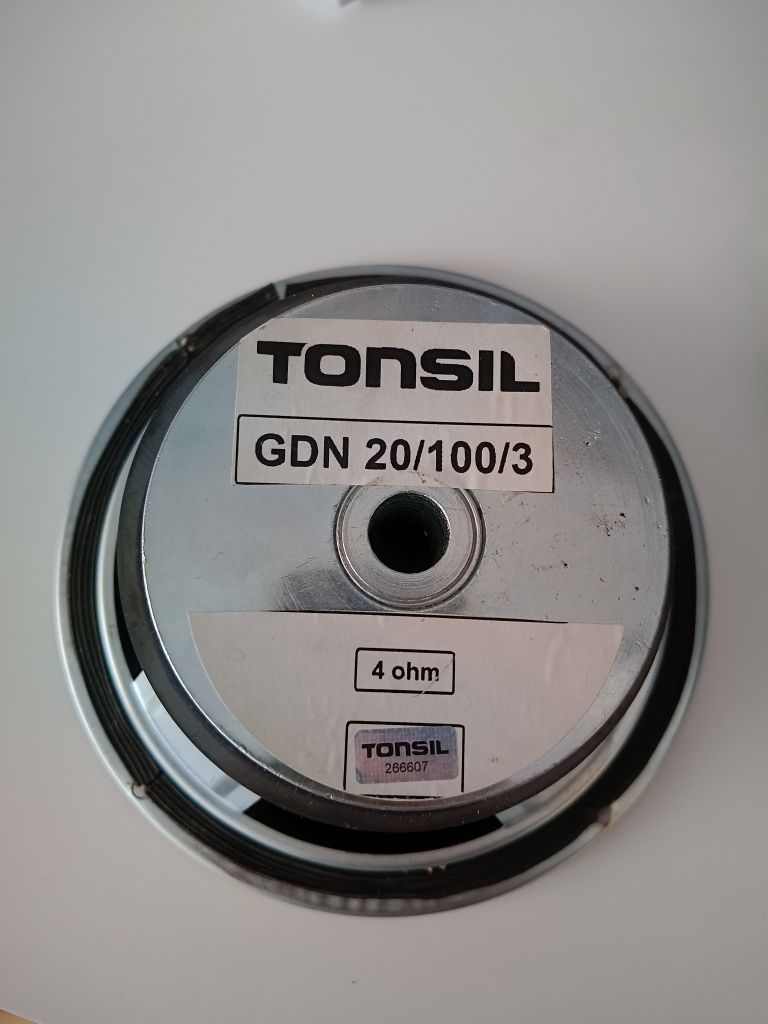 TONSIL
GDN 20/100/3
4 ohm
TONSIL
266607